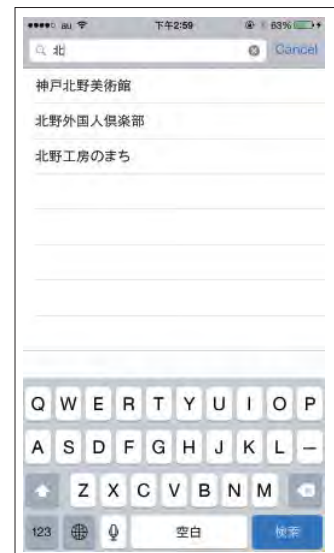 au 下午2:59 63%
北 Cancel
神戸北野美術館
北野外国人倶楽部
北野工房のまち
Q W E R T Y U I O P
A S D F G H J K L –
Z X C V B N M
123 空白 検索